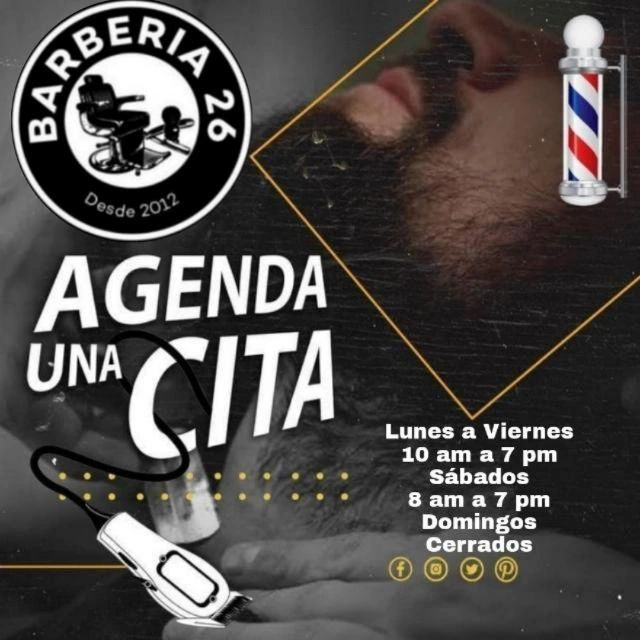 BARBERIA 26
Desde 2012
AGENDA
UNA CITA
Lunes a Viernes
10 am a 7 pm
Sábados
8 am a 7 pm
Domingos
Cerrados